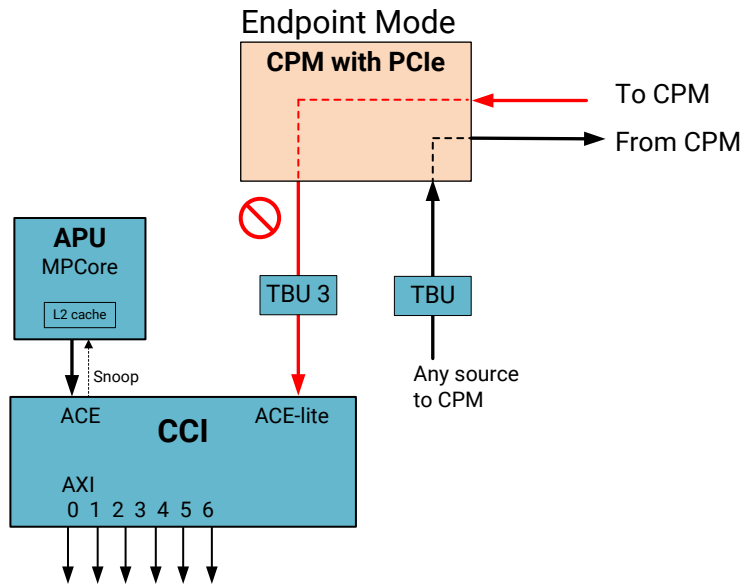 Endpoint Mode
CPM with PCIe
To CPM
From CPM
APU
MPCore
L2 cache
TBU 3
TBU
Snoop
Any source
to CPM
ACE
CCI
ACE-lite
AXI
0 1 2 3 4 5 6